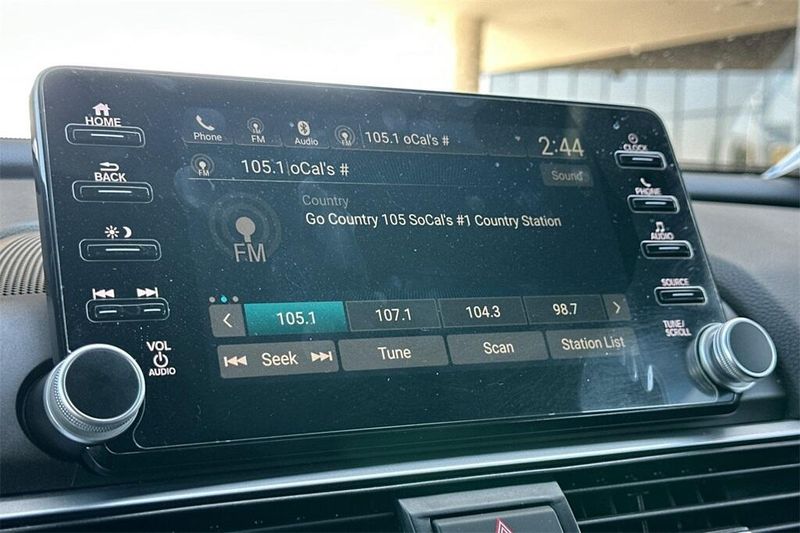 HOME
BACK
VOL
AUDIO
Phone
FM
Audio
FM
105.1 oCal's #
2:44
FM
105.1 oCal's #
Sound
Country
Go Country 105 SoCal's #1 Country Station
FM
105.1
107.1
104.3
98.7
Seek
Tune
Scan
Station List
CLOCK
PHONE
AUDIO
SOURCE
TUNE/
SCROLL